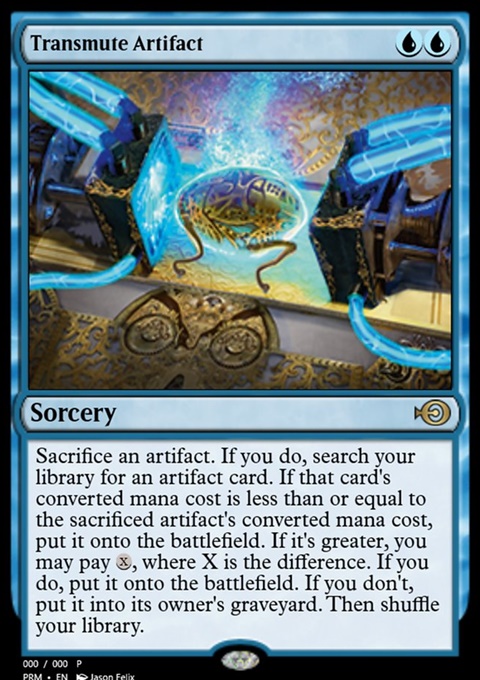 Transmute Artifact
Sorcery
Sacrifice an artifact. If you do, search your
library for an artifact card. If that card's
converted mana cost is less than or equal to
the sacrificed artifact's converted mana cost,
put it onto the battlefield. If it's greater, you
may pay X, where X is the difference. If you
do, put it onto the battlefield. If you don't,
put it into its owner's graveyard. Then shuffle
your library.
000 / 000 P
PRM • EN Jason Felix